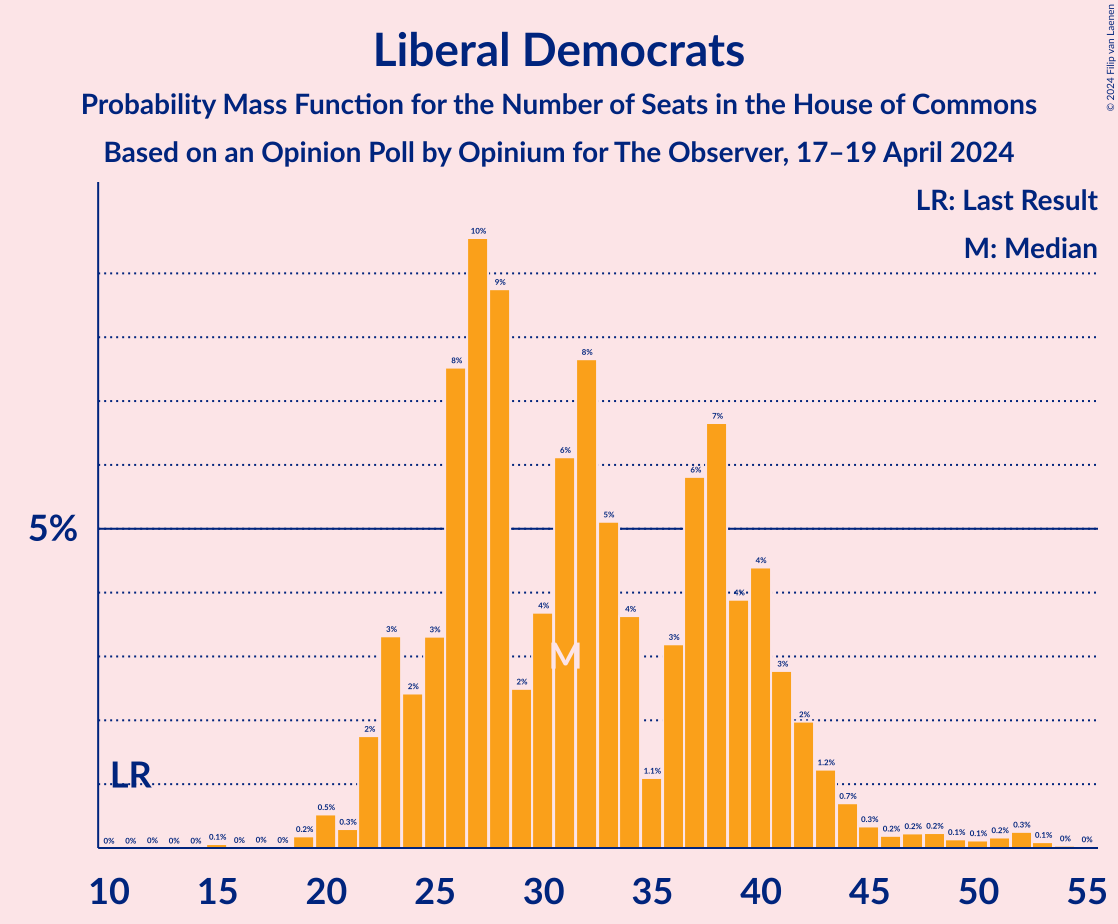 Liberal Democrats
Probability Mass Function for the Number of Seats in the House of Commons
Based on an Opinion Poll by Opinium for The Observer, 17–19 April 2024
© 2024 Filip van Laenen
LR: Last Result
M: Median
5%
0% 0% 0% 0% 0% 0.1% 0% 0% 0% 0.2% 0.5% 0.3% 2% 3% 2% 3% 8% 10% 9% 2% 4% 6% 8% 5% 4% 1.1% 3% 6% 7% 4% 4% 3% 2% 1.2% 0.7% 0.3% 0.2% 0.2% 0.2% 0.1% 0.1% 0.2% 0.3% 0.1% 0% 0%
M
LR
10 15 20 25 30 35 40 45 50 55